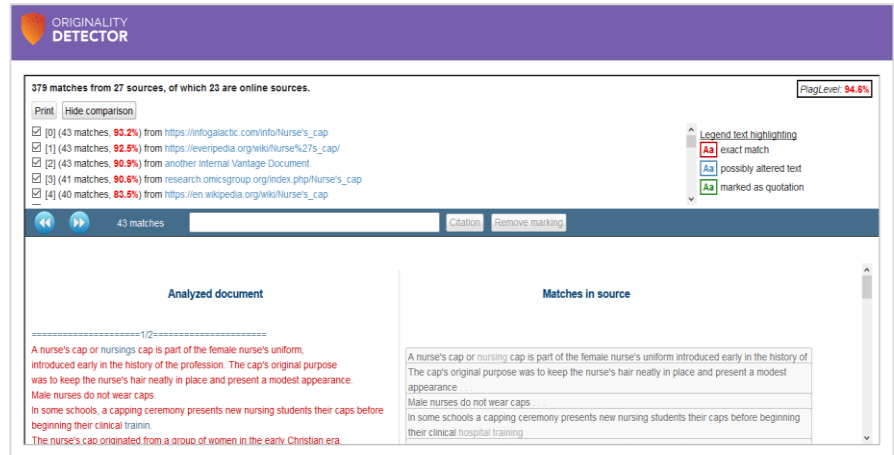 ORIGINALITY
DETECTOR
379 matches from 27 sources, of which 23 are online sources.
PlagLevel: 94.6%
Print
Hide comparison
[0] (43 matches, 93.2%) from https://infogalactic.com/info/Nurse's_cap
[1] (43 matches, 92.5%) from https://everipedia.org/wiki/Nurse%27s_cap/
[2] (43 matches, 90.9%) from another Internal Vantage Document
[3] (41 matches, 90.6%) from research.omicsgroup.org/index.php/Nurse's_cap
[4] (40 matches, 83.5%) from https://en.wikipedia.org/wiki/Nurse's_cap
Legend text highlighting
Aa exact match
Aa possibly altered text
Aa marked as quotation
43 matches
Citation
Remove marking
Analyzed document
=====================1/2======================
A nurse's cap or nursings cap is part of the female nurse's uniform,
introduced early in the history of the profession. The cap's original purpose
was to keep the nurse's hair neatly in place and present a modest appearance.
Male nurses do not wear caps.
In some schools, a capping ceremony presents new nursing students their caps before
beginning their clinical trainin.
The nurse's cap originated from a group of women in the early Christian era,
Matches in source
A nurse's cap or nursing cap is part of the female nurse's uniform introduced early in the history of
The cap's original purpose was to keep the nurse's hair neatly in place and present a modest
appearance . . .
Male nurses do not wear caps . . .
In some schools a capping ceremony presents new nursing students their caps before beginning
their clinical hospital training